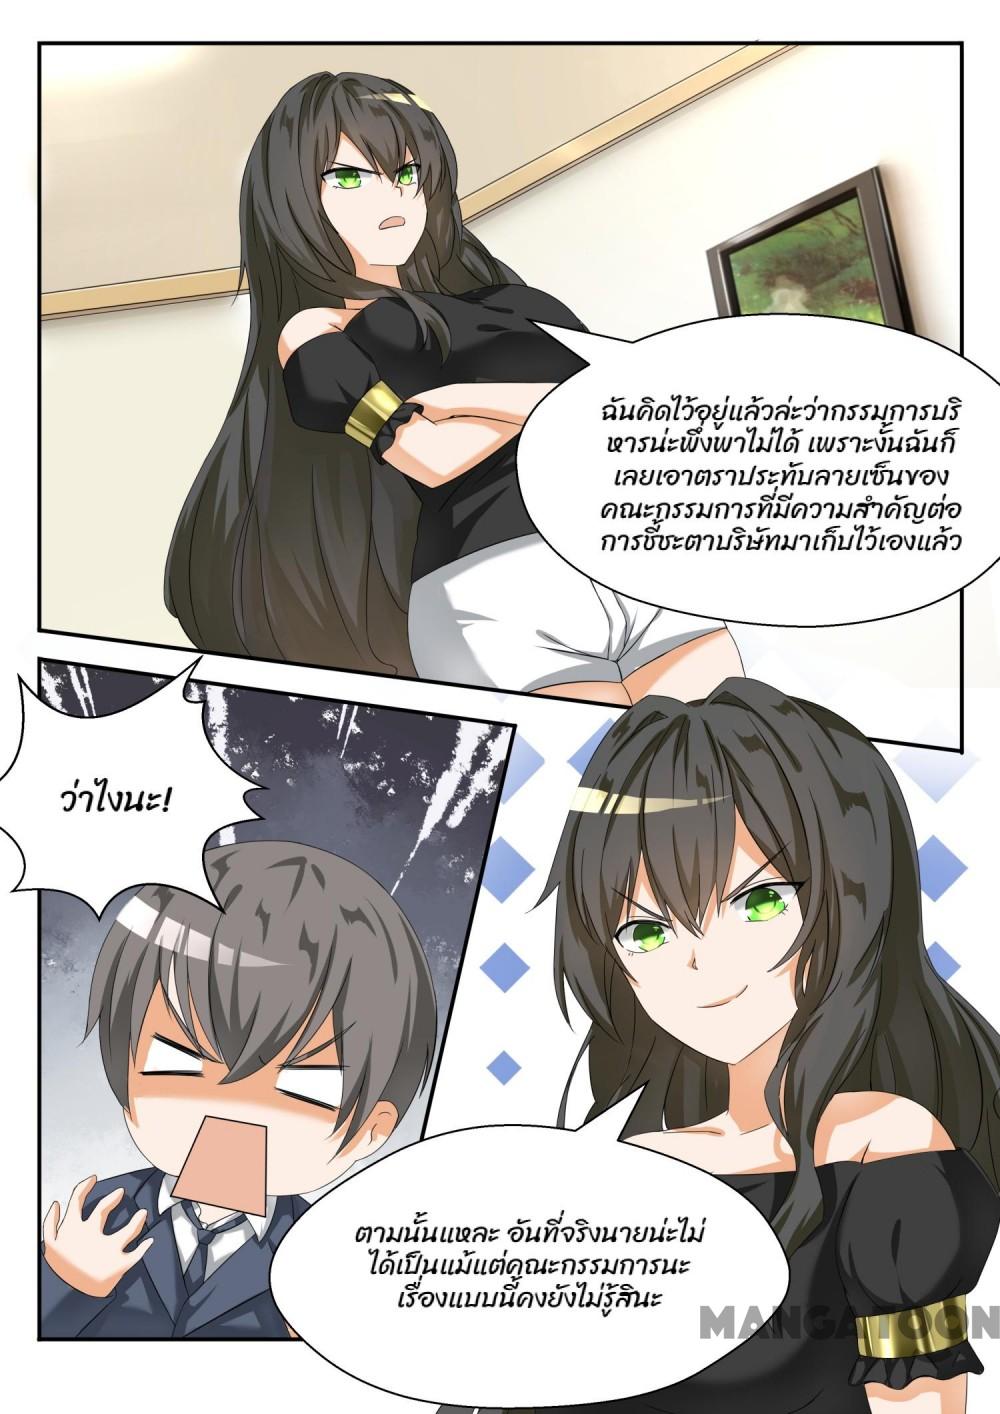 ฉันคิดไว้อยู่แล้วล่ะว่ากรรมการบริ
หารน่ะพึ่งพาไม่ได้ เพราะงั้นฉันก็
เลยเอาตราประทับลายเซ็นของ
คณะกรรมการที่มีความสำคัญต่อ
การชี้ชะตาบริษัทมาเก็บไว้เองแล้ว
ว่าไงนะ!
ตามนั้นแหละ อันที่จริงนายน่ะไม่
ได้เป็นแม้แต่คณะกรรมการนะ
เรื่องแบบนี้คงยังไม่รู้สินะ
MANGATOON